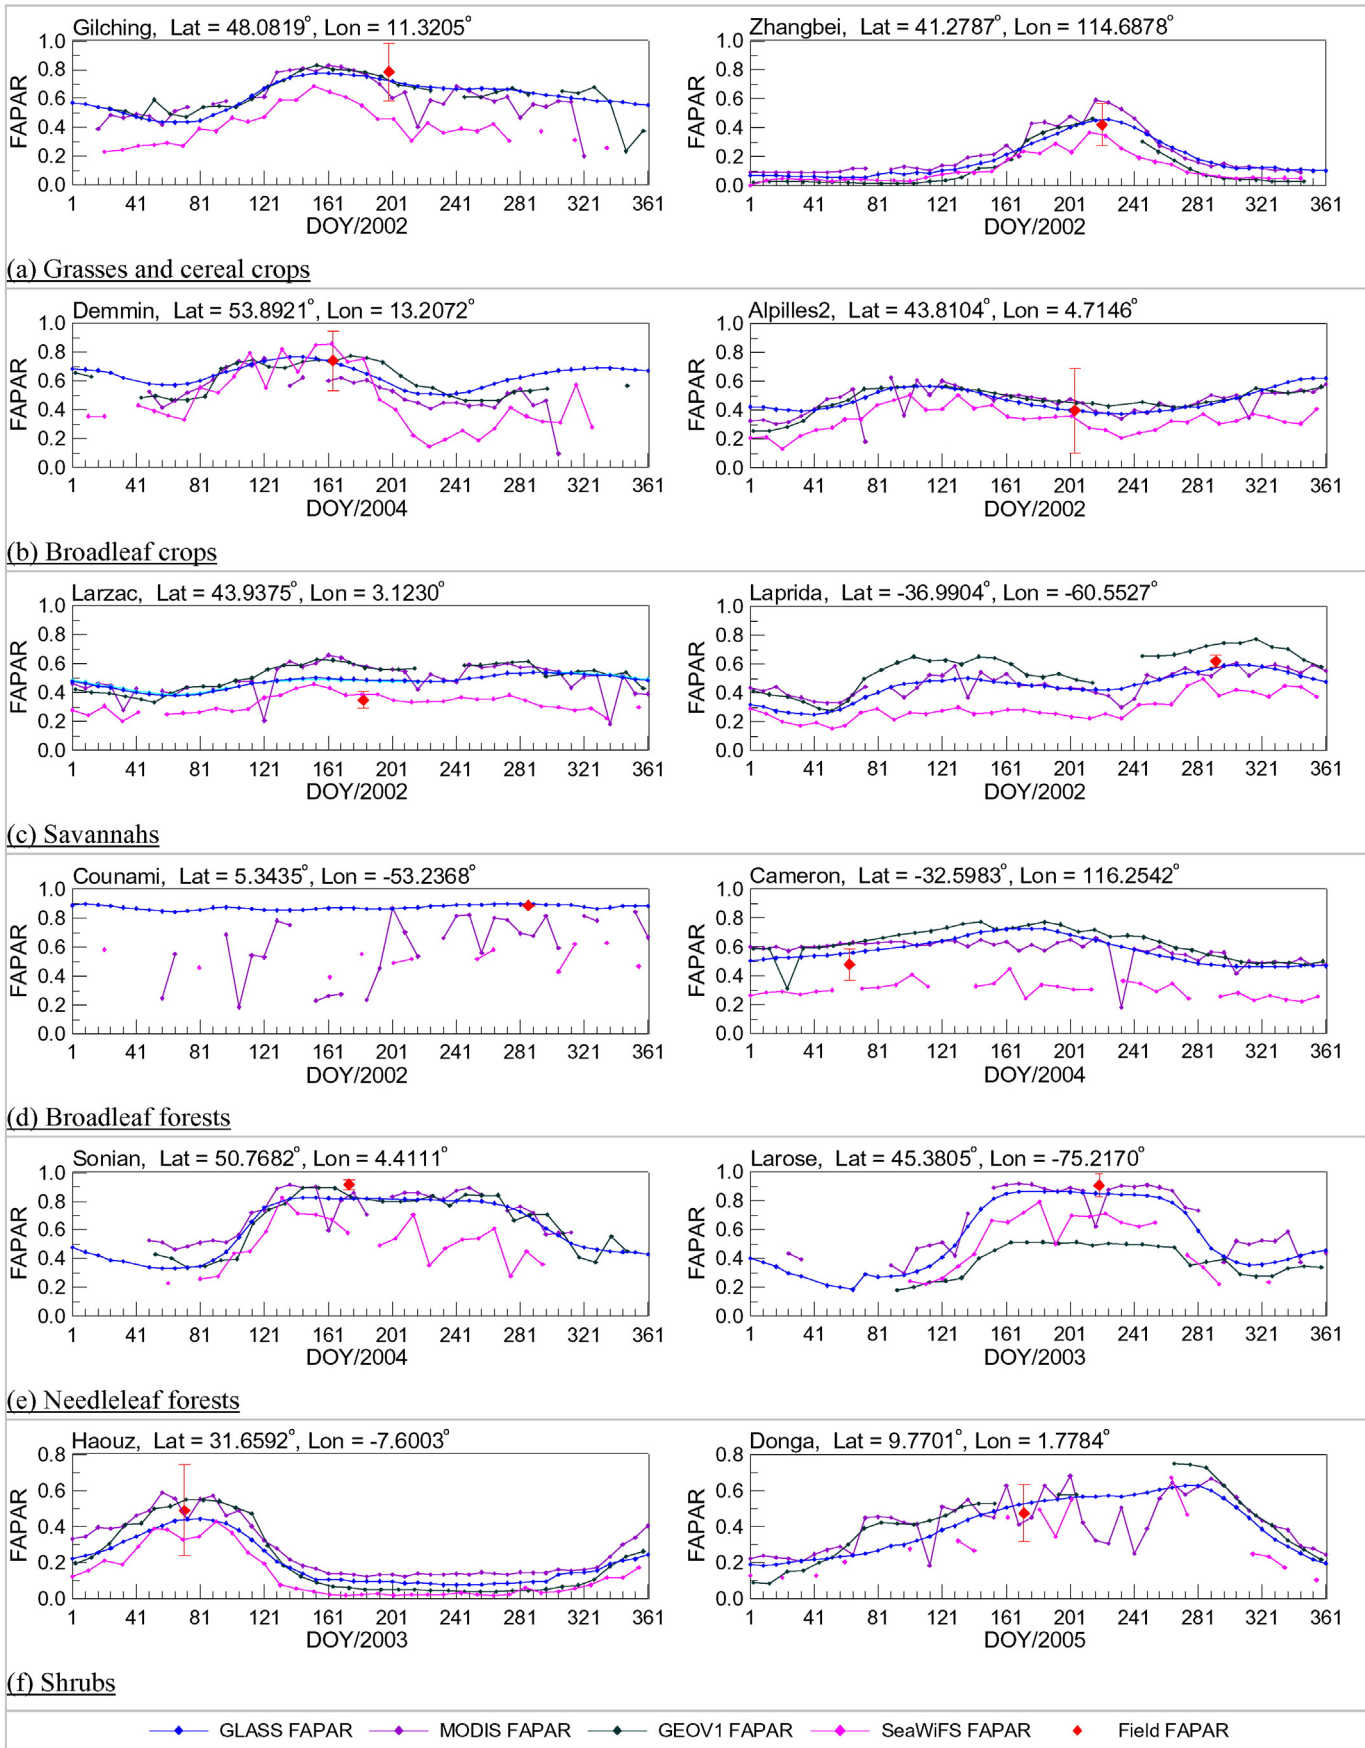 Gilching, Lat = 48.0819°, Lon = 11.3205°
FAPAR
1.0
0.8
0.6
0.4
0.2
0.0
1 41 81 121 161 201 241 281 321 361
DOY/2002
Zhangbei, Lat = 41.2787°, Lon = 114.6878°
FAPAR
1.0
0.8
0.6
0.4
0.2
0.0
1 41 81 121 161 201 241 281 321 361
DOY/2002
(a) Grasses and cereal crops
Demmin, Lat = 53.8921°, Lon = 13.2072°
FAPAR
1.0
0.8
0.6
0.4
0.2
0.0
1 41 81 121 161 201 241 281 321 361
DOY/2004
Alpilles2, Lat = 43.8104°, Lon = 4.7146°
FAPAR
1.0
0.8
0.6
0.4
0.2
0.0
1 41 81 121 161 201 241 281 321 361
DOY/2002
(b) Broadleaf crops
Larzac, Lat = 43.9375°, Lon = 3.1230°
FAPAR
1.0
0.8
0.6
0.4
0.2
0.0
1 41 81 121 161 201 241 281 321 361
DOY/2002
Laprida, Lat = -36.9904°, Lon = -60.5527°
FAPAR
1.0
0.8
0.6
0.4
0.2
0.0
1 41 81 121 161 201 241 281 321 361
DOY/2002
(c) Savannahs
Counami, Lat = 5.3435°, Lon = -53.2368°
FAPAR
1.0
0.8
0.6
0.4
0.2
0.0
1 41 81 121 161 201 241 281 321 361
DOY/2002
Cameron, Lat = -32.5983°, Lon = 116.2542°
FAPAR
1.0
0.8
0.6
0.4
0.2
0.0
1 41 81 121 161 201 241 281 321 361
DOY/2004
(d) Broadleaf forests
Sonian, Lat = 50.7682°, Lon = 4.4111°
FAPAR
1.0
0.8
0.6
0.4
0.2
0.0
1 41 81 121 161 201 241 281 321 361
DOY/2004
Larose, Lat = 45.3805°, Lon = -75.2170°
FAPAR
1.0
0.8
0.6
0.4
0.2
0.0
1 41 81 121 161 201 241 281 321 361
DOY/2003
(e) Needleleaf forests
Haouz, Lat = 31.6592°, Lon = -7.6003°
FAPAR
0.8
0.6
0.4
0.2
0.0
1 41 81 121 161 201 241 281 321 361
DOY/2003
Donga, Lat = 9.7701°, Lon = 1.7784°
FAPAR
0.8
0.6
0.4
0.2
0.0
1 41 81 121 161 201 241 281 321 361
DOY/2005
(f) Shrubs
GLASS FAPAR MODIS FAPAR GEOV1 FAPAR SeaWiFS FAPAR Field FAPAR